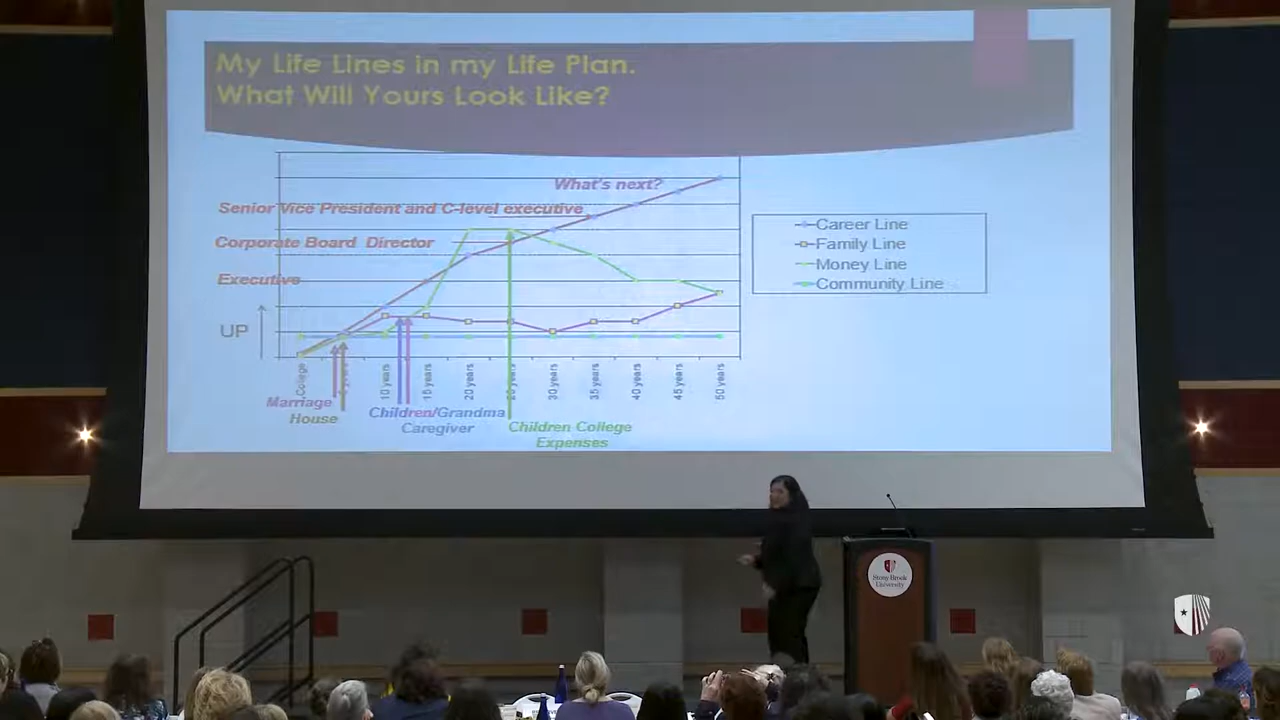 My Life Lines in my Life Plan.
What Will Yours Look Like?
What's next?
Senior Vice President and C-level executive
Corporate Board Director
Executive
UP
Career Line
Family Line
Money Line
Community Line
College
10 years
15 years
20 years
30 years
35 years
40 years
45 years
50 years
Marriage
House
Children/Grandma
Caregiver
Children College
Expenses
Stony Brook
University